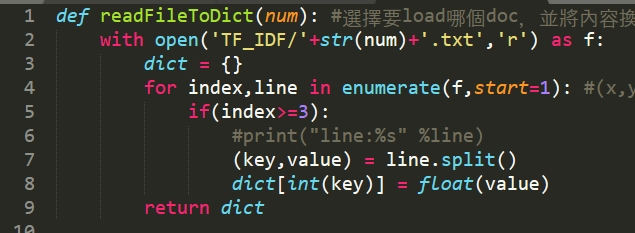 1 def readFileToDict(num): #選擇要load哪個doc, 並將內容換
2 with open('TF_IDF/'+str(num)+'.txt','r') as f:
3 dict = {}
4 for index,line in enumerate(f,start=1): #(x,y
5 if(index>=3):
6 #print("line:%s" %line)
7 (key,value) = line.split()
8 dict[int(key)] = float(value)
9 return dict
10